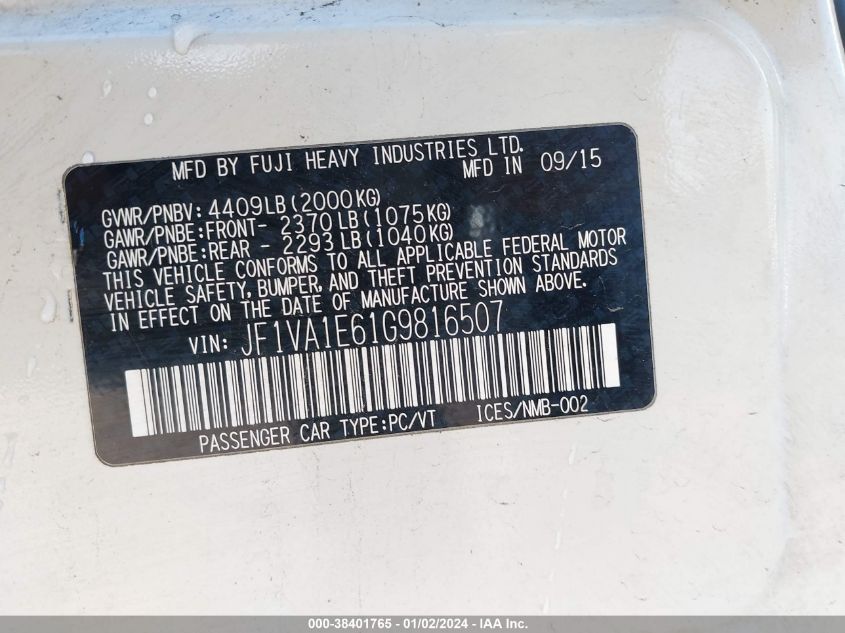 MFD BY FUJI HEAVY INDUSTRIES LTD.
MFD IN 09/15
GVWR/PNBV: 4409LB(2000KG)
GAWR/PNBE:FRONT- 2370LB(1075KG)
GAWR/PNBE:REAR - 2293LB(1040KG)
THIS VEHICLE CONFORMS TO ALL APPLICABLE FEDERAL MOTOR
VEHICLE SAFETY, BUMPER, AND THEFT PREVENTION STANDARDS
IN EFFECT ON THE DATE OF MANUFACTURE SHOWN ABOVE.
VIN: JF1VA1E61G9816507
PASSENGER CAR TYPE:PC/VT ICES/NMB-002
000-38401765 - 01/02/2024 - IAA Inc.